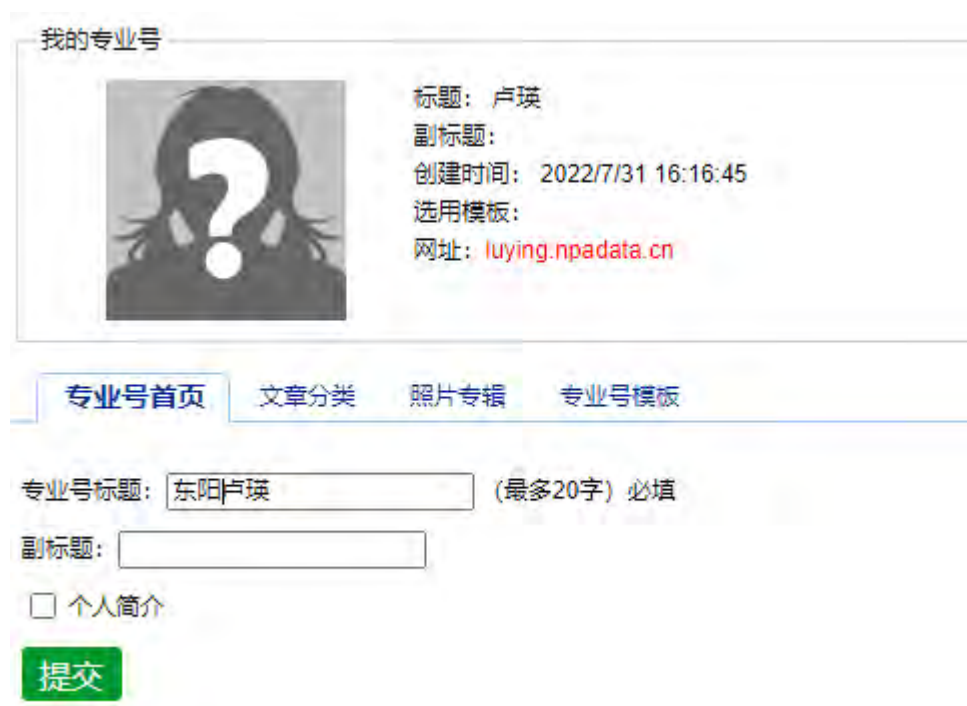 我的专业号
?
标题: 卢瑛
副标题:
创建时间: 2022/7/31 16:16:45
选用模板:
网址: luying.npadata.cn
专业号首页 文章分类 照片专辑 专业号模板
专业号标题: 东阳卢瑛 (最多20字) 必填
副标题:
个人简介
提交